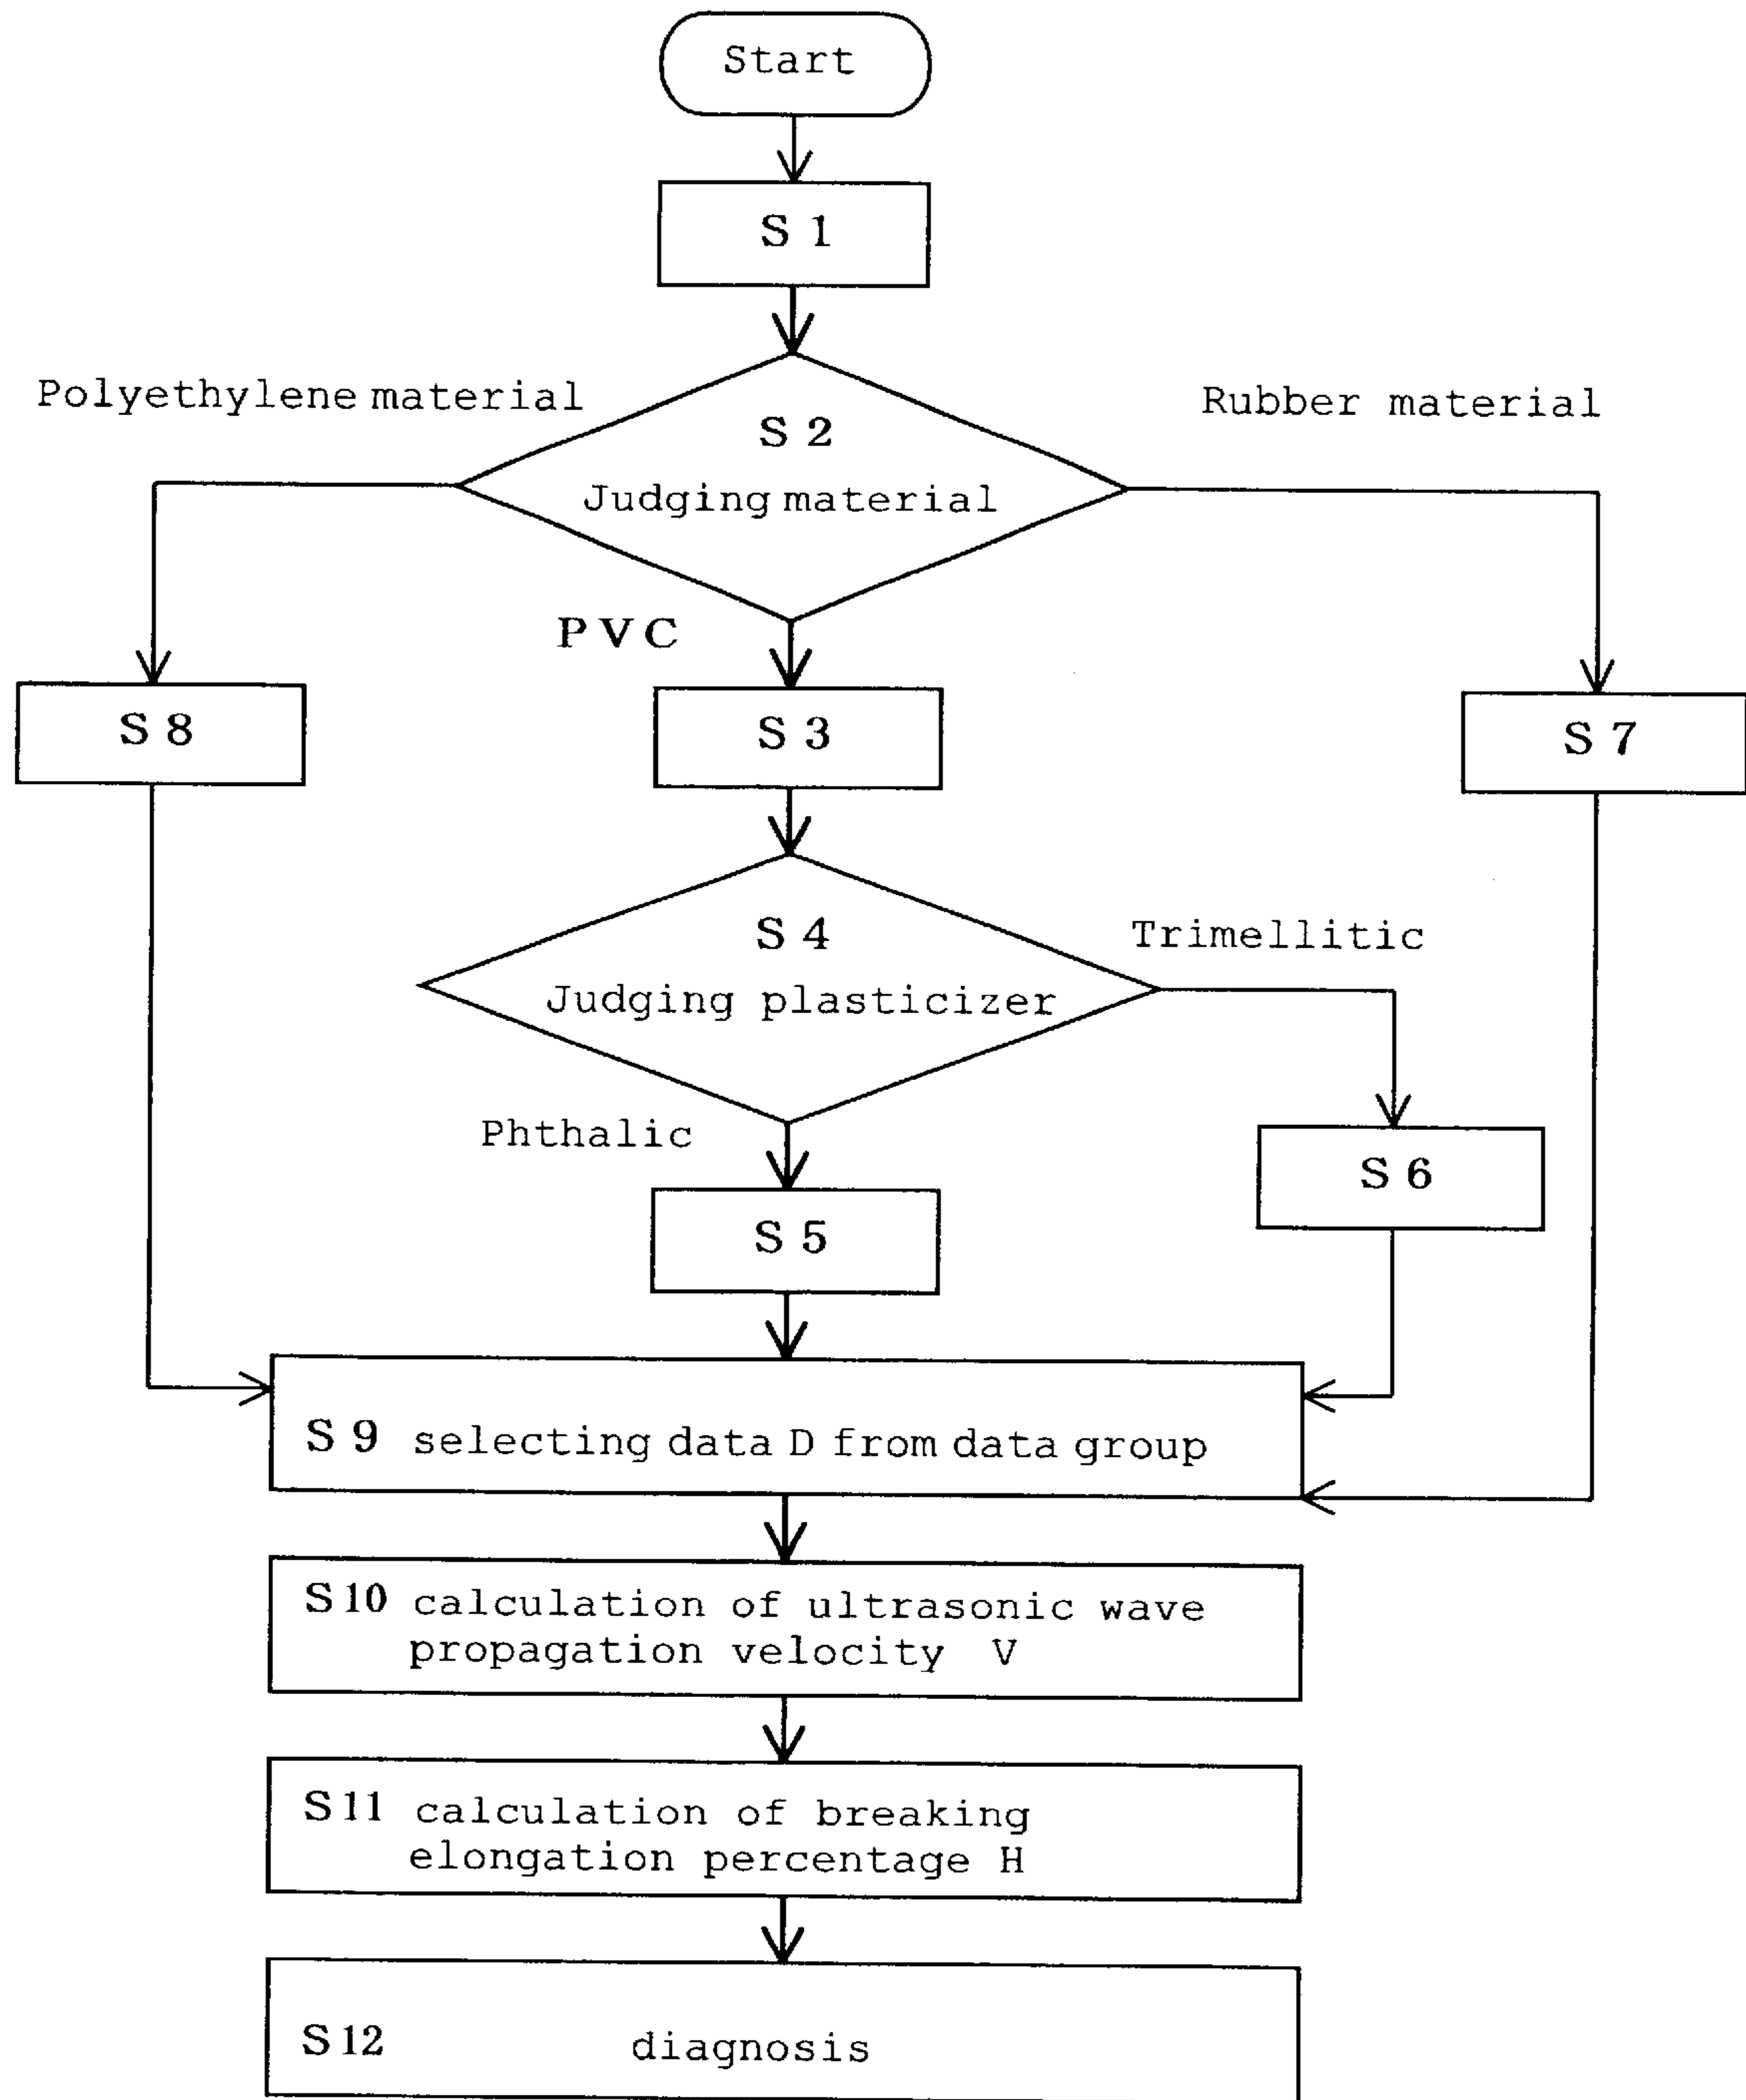 Start
S 1
Polyethylene material
Rubber material
S 2
Judging material
PVC
S 8
S 3
S 7
S 4
Judging plasticizer
Trimellitic
Phthalic
S 6
S 5
S 9 selecting data D from data group
S 10 calculation of ultrasonic wave
propagation velocity V
S 11 calculation of breaking
elongation percentage H
S 12 diagnosis